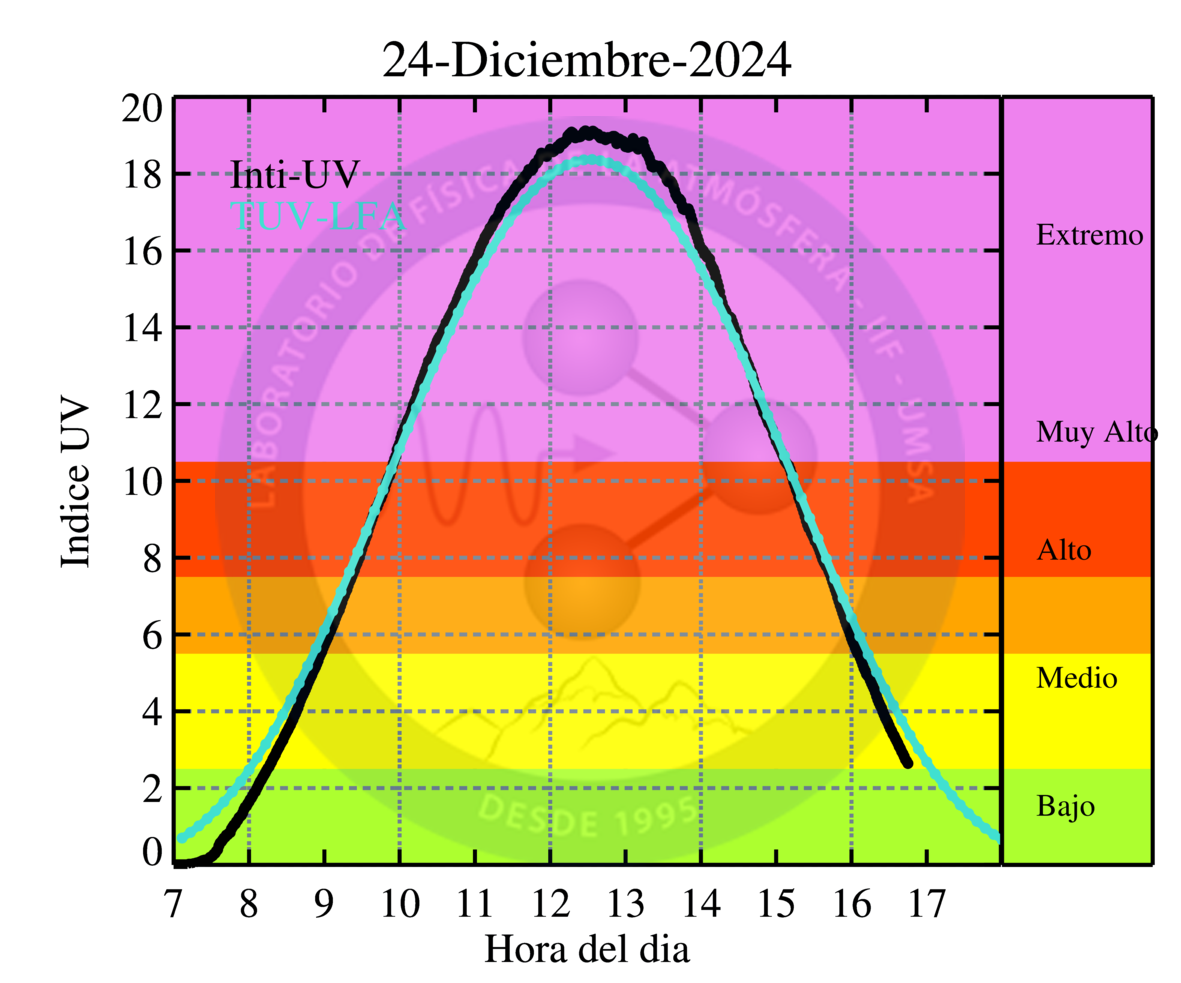 24-Diciembre-2024
Indice UV
20
18
16
14
12
10
8
6
4
2
0
Inti-UV
TUV-LFA
LABORATORIO DE FÍSICA DE LA ATMÓSFERA - IIF - UMSA
DESDE 1995
Extremo
Muy Alto
Alto
Medio
Bajo
7 8 9 10 11 12 13 14 15 16 17
Hora del dia